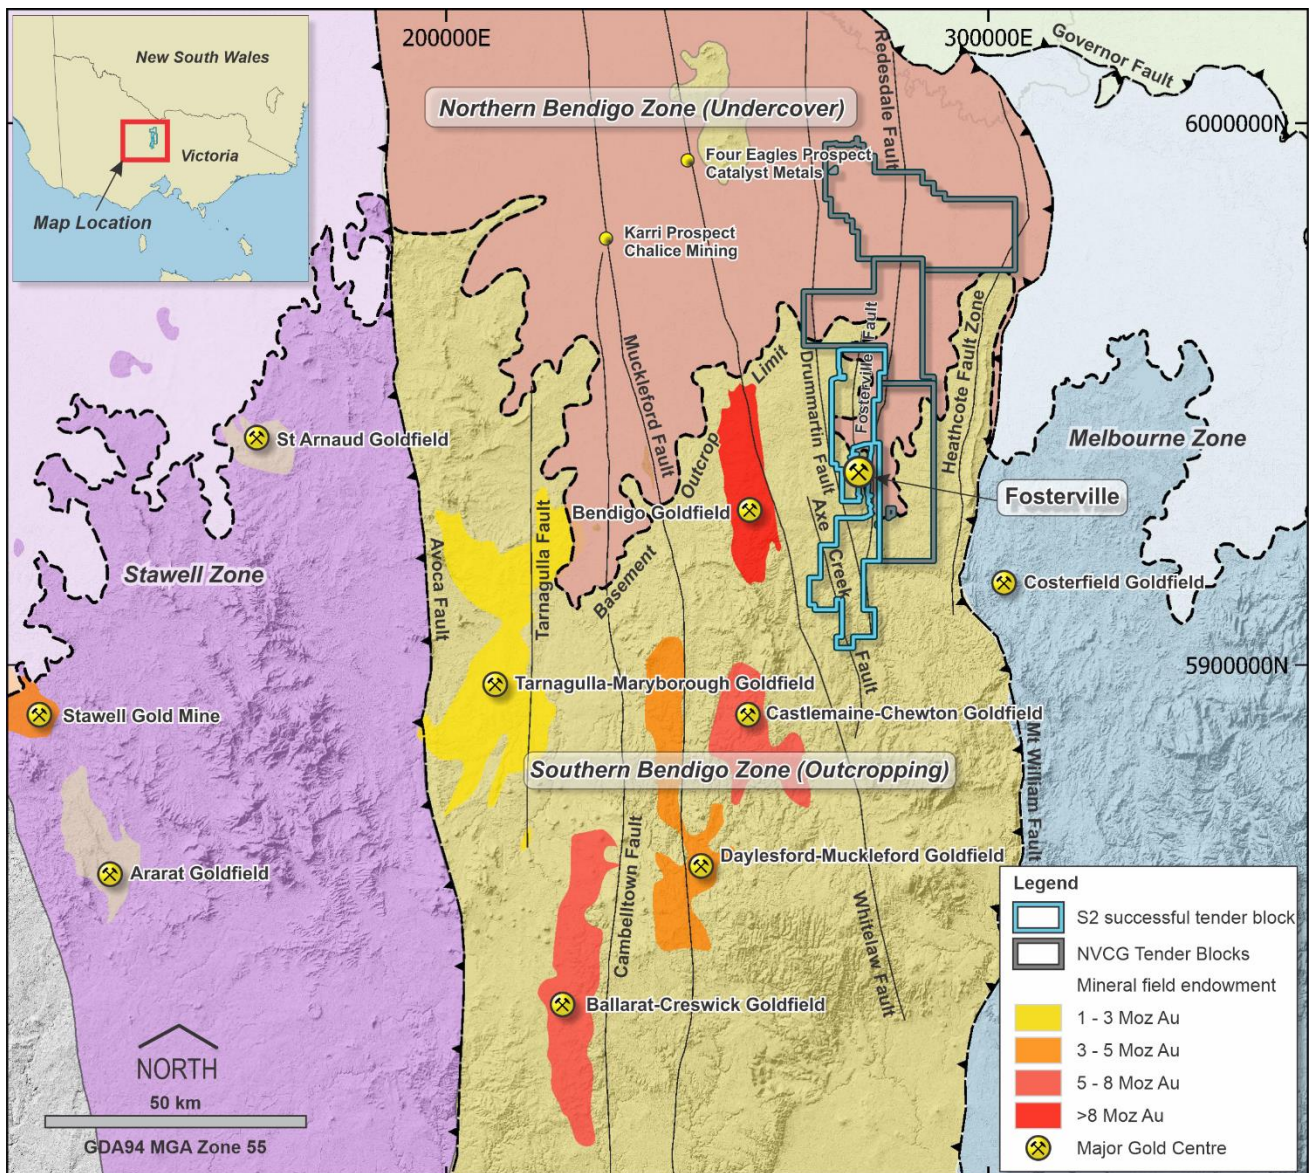 New South Wales
Victoria
Map Location
200000E
300000E
Governor Fault
Redesdale Fault
6000000N
Northern Bendigo Zone (Undercover)
Four Eagles Prospect
Catalyst Metals
Karri Prospect
Chalice Mining
Muckleford Fault
Limit
Outcrop
Basement
Drummartin Fault
Fosterville Fault
Heathcote Fault Zone
Melbourne Zone
St Arnaud Goldfield
Bendigo Goldfield
Fosterville
Axe
Creek
Fault
Costerfield Goldfield
Stawell Zone
Avoca Fault
Tarnagulla Fault
5900000N
Tarnagulla-Maryborough Goldfield
Stawell Gold Mine
Castlemaine-Chewton Goldfield
Southern Bendigo Zone (Outcropping)
Mt William Fault
Ararat Goldfield
Cambelltown Fault
Daylesford-Muckleford Goldfield
Whitelaw Fault
Ballarat-Creswick Goldfield
NORTH
50 km
GDA94 MGA Zone 55
Legend
S2 successful tender block
NVCG Tender Blocks
Mineral field endowment
1 - 3 Moz Au
3 - 5 Moz Au
5 - 8 Moz Au
>8 Moz Au
Major Gold Centre